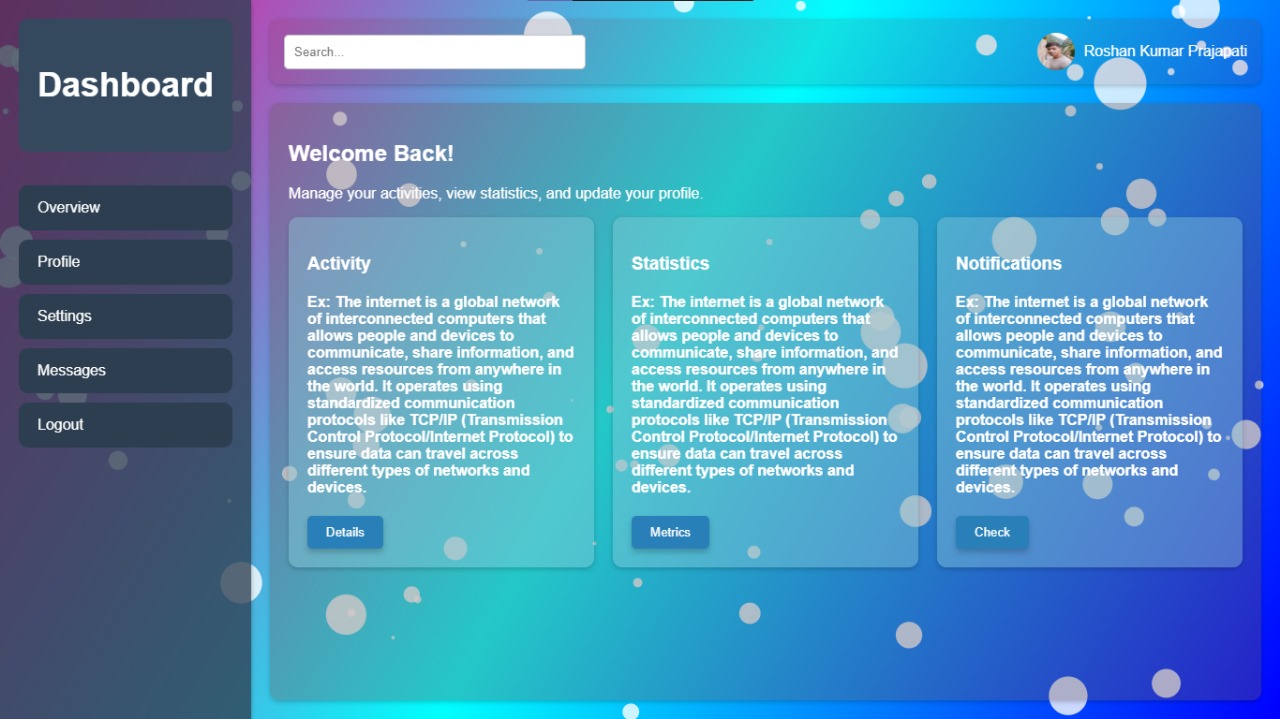 Dashboard
Search...
Roshan Kumar Prajapati
Overview
Profile
Settings
Messages
Logout
Welcome Back!
Manage your activities, view statistics, and update your profile.
Activity
Ex: The internet is a global network
of interconnected computers that
allows people and devices to
communicate, share information, and
access resources from anywhere in
the world. It operates using
standardized communication
protocols like TCP/IP (Transmission
Control Protocol/Internet Protocol) to
ensure data can travel across
different types of networks and
devices.
Details
Statistics
Ex: The internet is a global network
of interconnected computers that
allows people and devices to
communicate, share information, and
access resources from anywhere in
the world. It operates using
standardized communication
protocols like TCP/IP (Transmission
Control Protocol/Internet Protocol) to
ensure data can travel across
different types of networks and
devices.
Metrics
Notifications
Ex: The internet is a global network
of interconnected computers that
allows people and devices to
communicate, share information, and
access resources from anywhere in
the world. It operates using
standardized communication
protocols like TCP/IP (Transmission
Control Protocol/Internet Protocol) to
ensure data can travel across
different types of networks and
devices.
Check